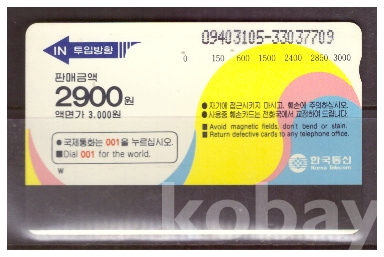 09403105-33037709
IN 투입방향
0 150 600 1500 2200 2850 3000
판매금액
2900원
액면가 3,000원
● 자기에 접근시키지 마시고, 훼손에 주의하십시오.
● 사용중 훼손카드는 전화국에서 교정하여 드립니다.
■ Avoid magnetic fields, don't bend or stain.
■ Return defective cards to any telephone office.
● 국제통화는 001을 누르십시오.
■ Dial 001 for the world.
₩
한국통신
Korea Telecom
kobay